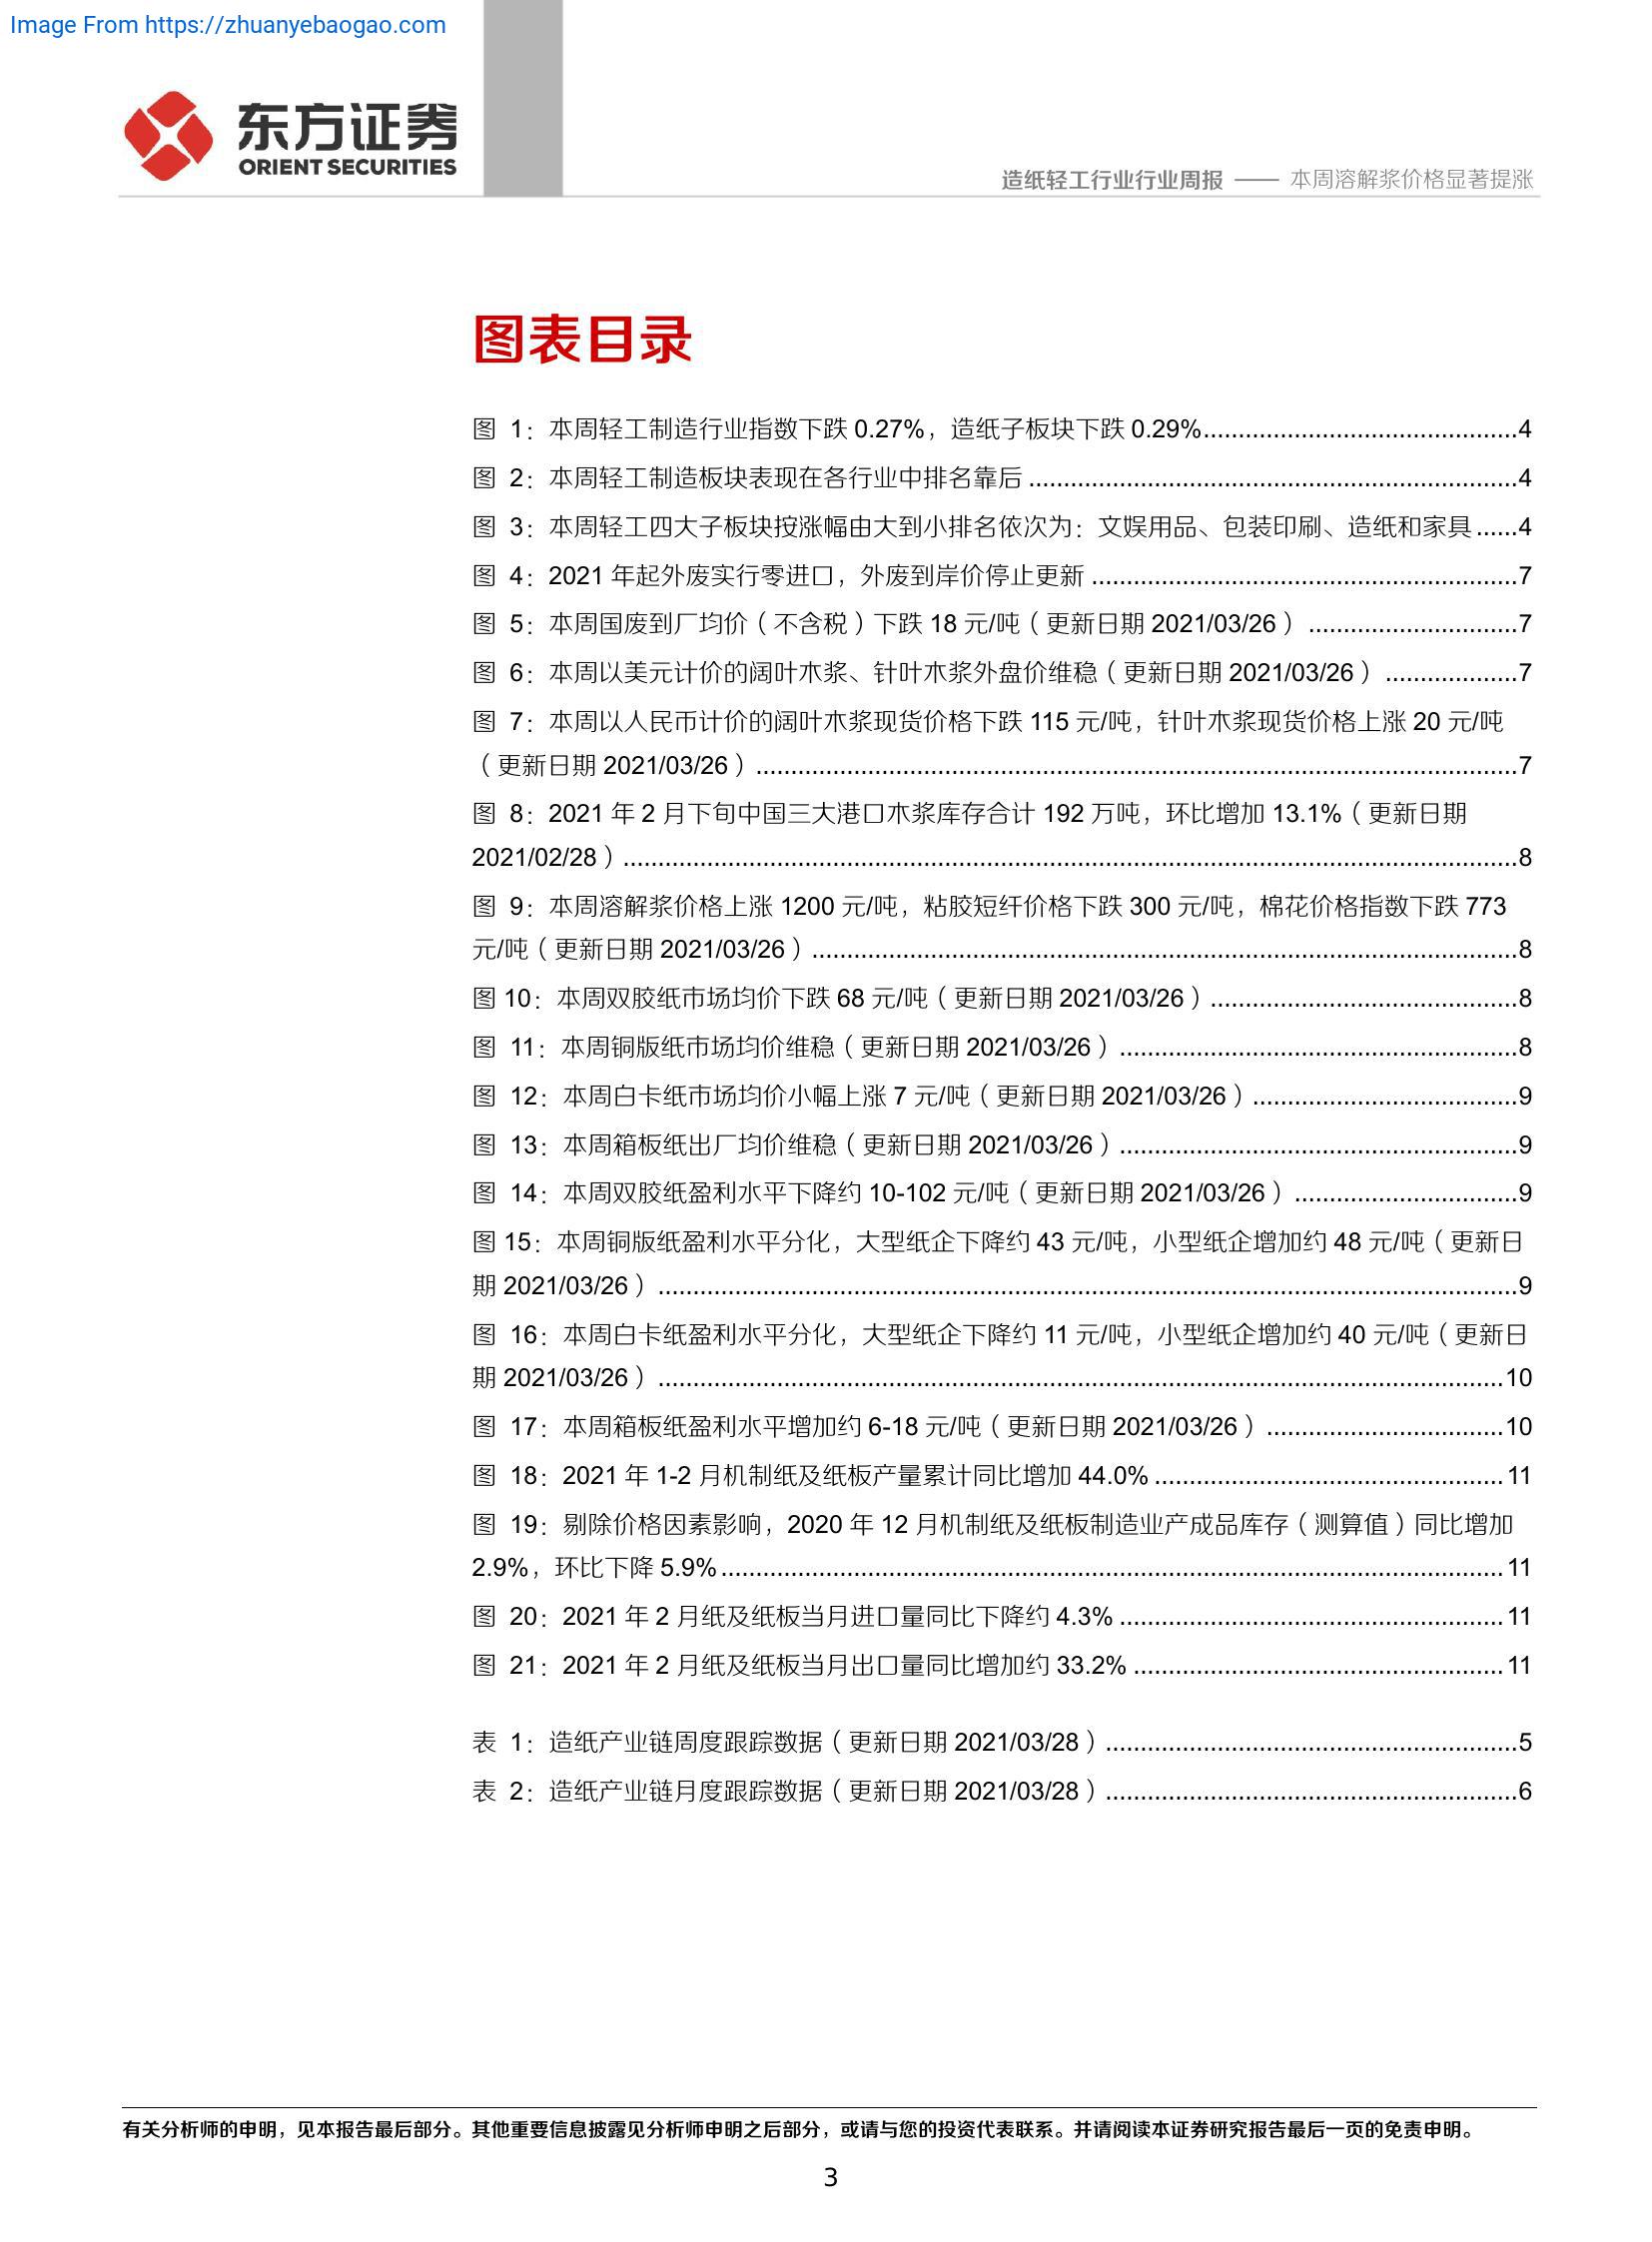 Image From https://zhuanyebaogao.com
东方证券
ORIENT SECURITIES
造纸轻工行业行业周报 —— 本周溶解浆价格显著提涨
图表目录
图 1：本周轻工制造行业指数下跌 0.27%，造纸子板块下跌 0.29%..............................................4
图 2：本周轻工制造板块表现在各行业中排名靠后 ......................................................................4
图 3：本周轻工四大子板块按涨幅由大到小排名依次为：文娱用品、包装印刷、造纸和家具......4
图 4：2021 年起外废实行零进口，外废到岸价停止更新 .............................................................7
图 5：本周国废到厂均价（不含税）下跌 18 元/吨（更新日期 2021/03/26） ..............................7
图 6：本周以美元计价的阔叶木浆、针叶木浆外盘价维稳（更新日期 2021/03/26） ...................7
图 7：本周以人民币计价的阔叶木浆现货价格下跌 115 元/吨，针叶木浆现货价格上涨 20 元/吨
（更新日期 2021/03/26）.............................................................................................................7
图 8：2021 年 2 月下旬中国三大港口木浆库存合计 192 万吨，环比增加 13.1%（更新日期
2021/02/28）................................................................................................................................8
图 9：本周溶解浆价格上涨 1200 元/吨，粘胶短纤价格下跌 300 元/吨，棉花价格指数下跌 773
元/吨（更新日期 2021/03/26）.....................................................................................................8
图 10：本周双胶纸市场均价下跌 68 元/吨（更新日期 2021/03/26）............................................8
图 11：本周铜版纸市场均价维稳（更新日期 2021/03/26） .........................................................8
图 12：本周白卡纸市场均价小幅上涨 7 元/吨（更新日期 2021/03/26）......................................9
图 13：本周箱板纸出厂均价维稳（更新日期 2021/03/26） .........................................................9
图 14：本周双胶纸盈利水平下降约 10-102 元/吨（更新日期 2021/03/26） ................................9
图 15：本周铜版纸盈利水平分化，大型纸企下降约 43 元/吨，小型纸企增加约 48 元/吨（更新日
期 2021/03/26） ...........................................................................................................................9
图 16：本周白卡纸盈利水平分化，大型纸企下降约 11 元/吨，小型纸企增加约 40 元/吨（更新日
期 2021/03/26） .........................................................................................................................10
图 17：本周箱板纸盈利水平增加约 6-18 元/吨（更新日期 2021/03/26） ..................................10
图 18：2021 年 1-2 月机制纸及纸板产量累计同比增加 44.0% ..................................................11
图 19：剔除价格因素影响，2020 年 12 月机制纸及纸板制造业产成品库存（测算值）同比增加
2.9%，环比下降 5.9%................................................................................................................11
图 20：2021 年 2 月纸及纸板当月进口量同比下降约 4.3% .......................................................11
图 21：2021 年 2 月纸及纸板当月出口量同比增加约 33.2% .....................................................11
表 1：造纸产业链周度跟踪数据（更新日期 2021/03/28）...........................................................5
表 2：造纸产业链月度跟踪数据（更新日期 2021/03/28）...........................................................6
有关分析师的申明，见本报告最后部分。其他重要信息披露见分析师申明之后部分，或请与您的投资代表联系。并请阅读本证券研究报告最后一页的免责申明。
3